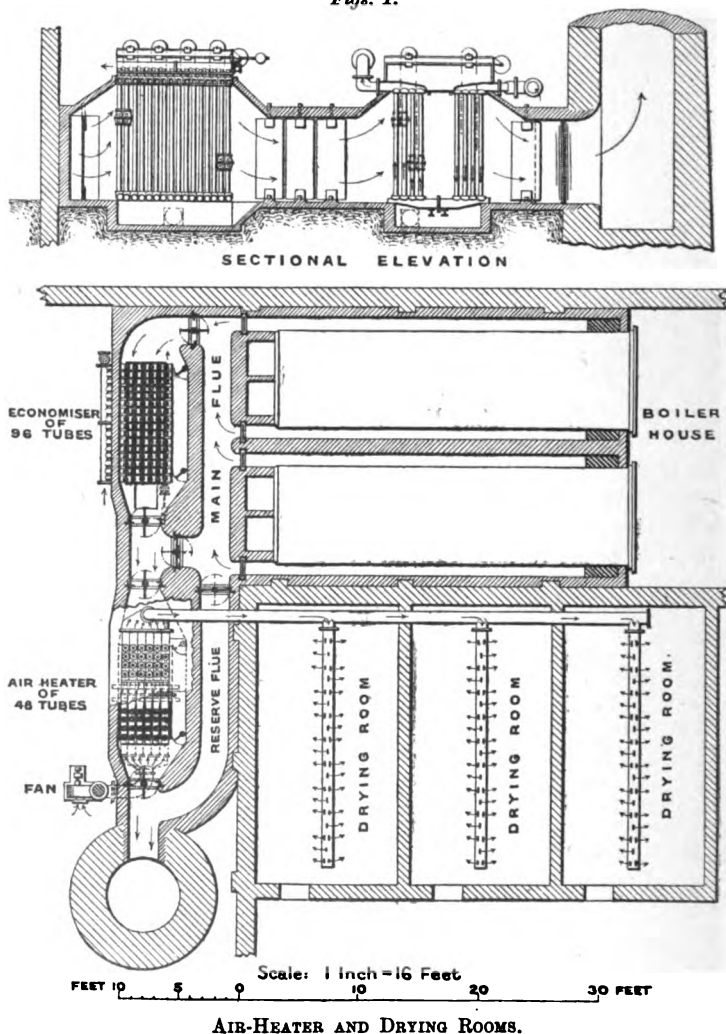 Figs. 1.
SECTIONAL ELEVATION
ECONOMISER
OF
96 TUBES
MAIN FLUE
BOILER
HOUSE
AIR HEATER
OF
48 TUBES
RESERVE FLUE
FAN
DRYING ROOM
DRYING ROOM
DRYING ROOM.
Scale: 1 Inch = 16 Feet
FEET 10 5 0 10 20 30 FEET
AIR-HEATER AND DRYING ROOMS.